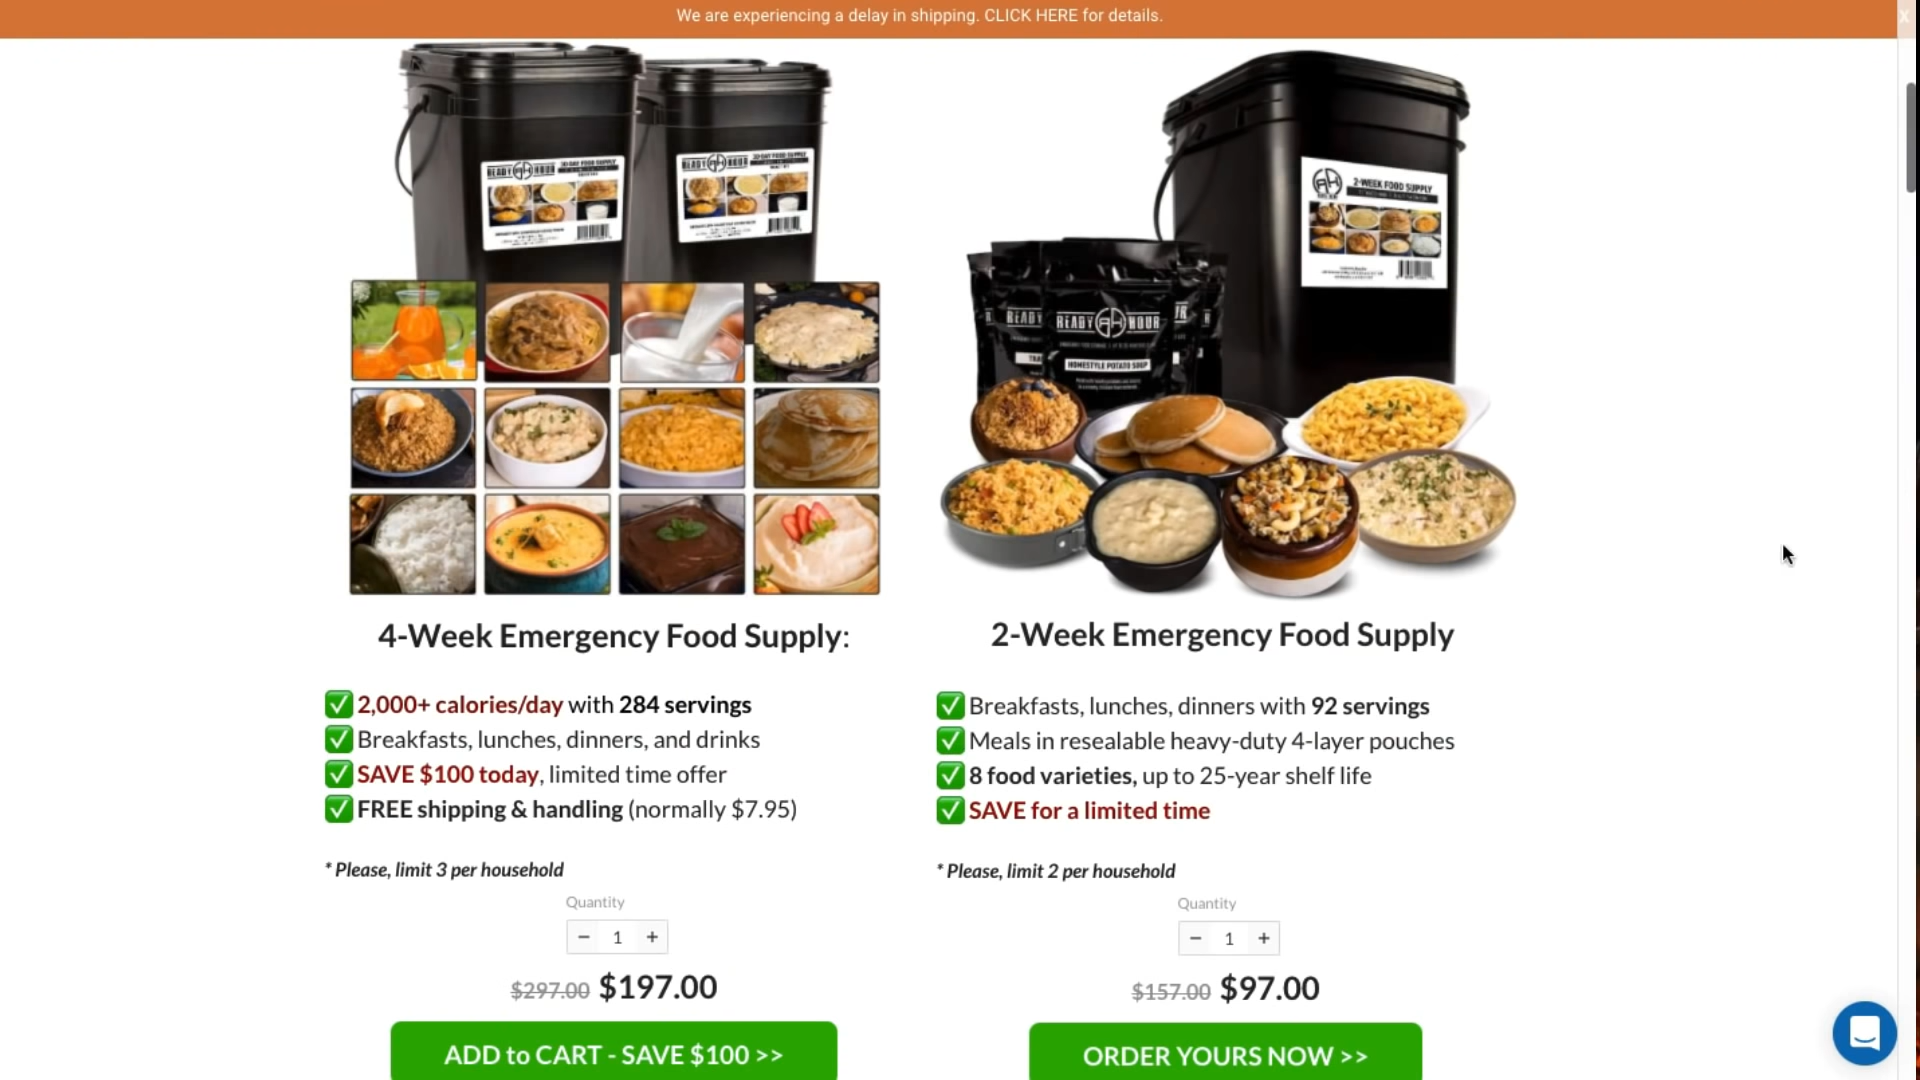 We are experiencing a delay in shipping. CLICK HERE for details.
X
READY HOUR
READY HOUR
2-WEEK FOOD SUPPLY
READY
READY HOUR
HOMESTYLE POTATO SOUP
4-Week Emergency Food Supply:
✅ 2,000+ calories/day with 284 servings
✅ Breakfasts, lunches, dinners, and drinks
✅ SAVE $100 today, limited time offer
✅ FREE shipping & handling (normally $7.95)
* Please, limit 3 per household
Quantity
− 1 +
$297.00 $197.00
ADD to CART - SAVE $100 >>
2-Week Emergency Food Supply
✅ Breakfasts, lunches, dinners with 92 servings
✅ Meals in resealable heavy-duty 4-layer pouches
✅ 8 food varieties, up to 25-year shelf life
✅ SAVE for a limited time
* Please, limit 2 per household
Quantity
− 1 +
$157.00 $97.00
ORDER YOURS NOW >>